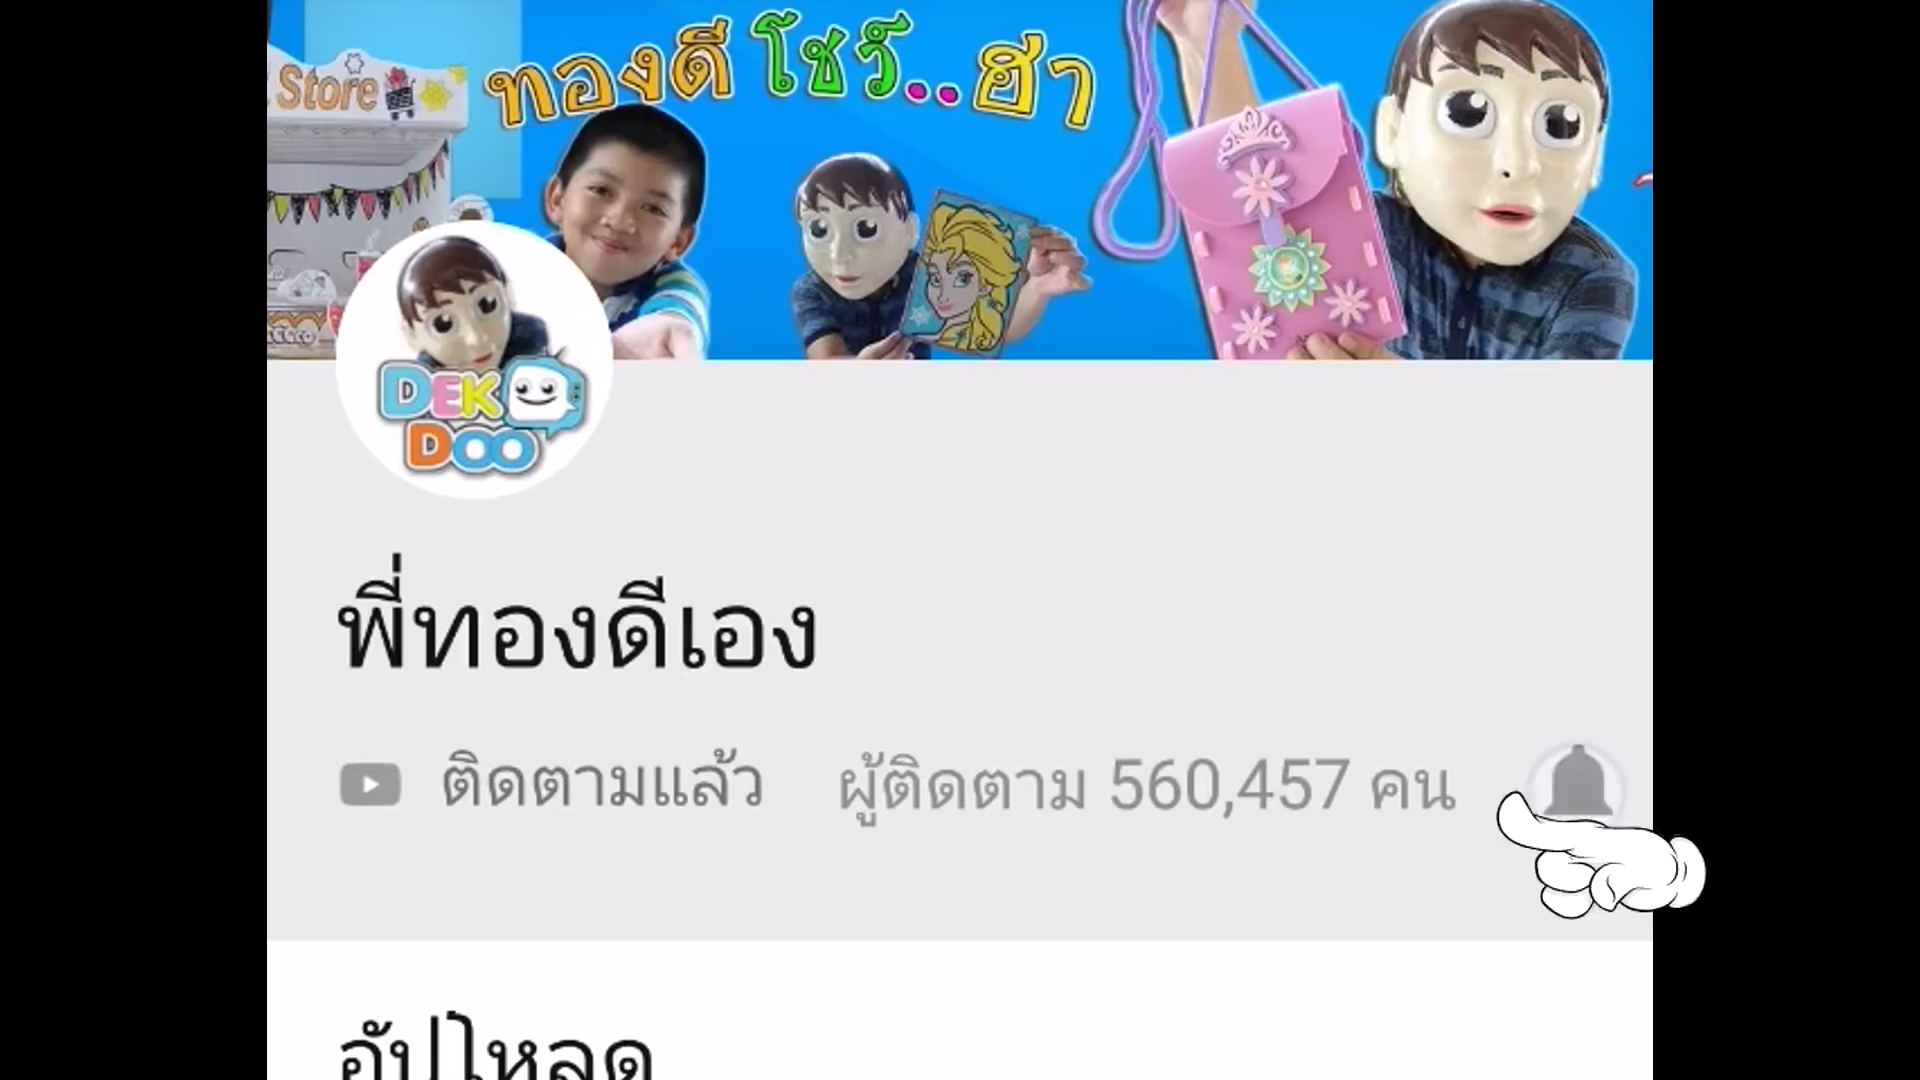 Store
ทองดี โชว์..ฮา
DEK
DOO
พี่ทองดีเอง
ติดตามแล้ว ผู้ติดตาม 560,457 คน
อัปโหลด